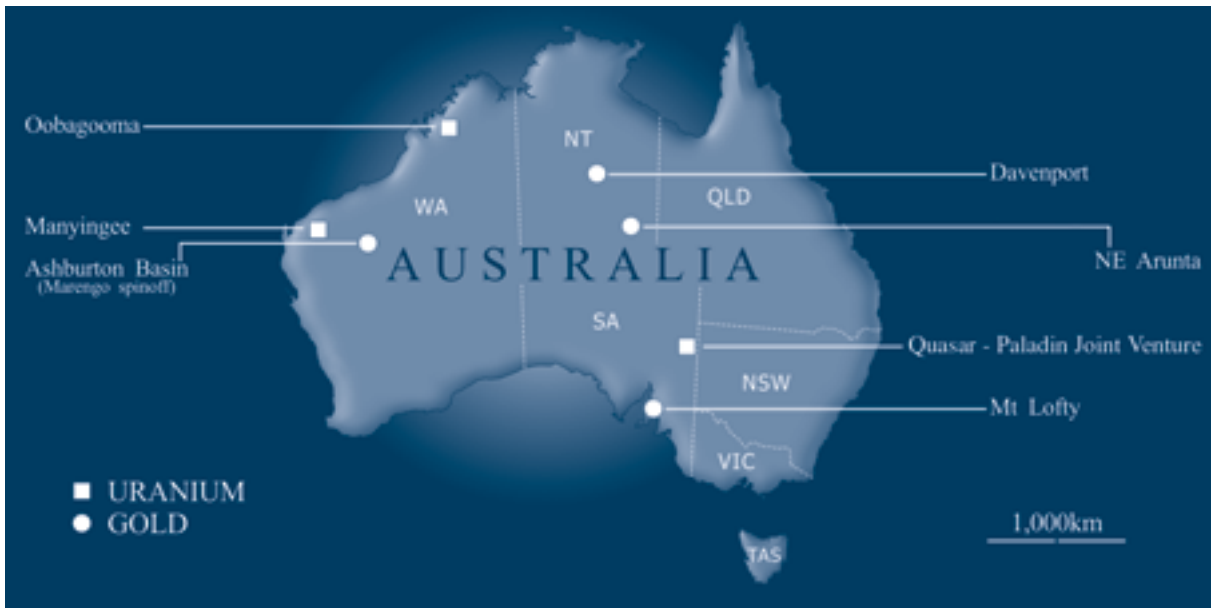 Oobagooma
NT
Davenport
WA
QLD
Manyingee
Ashburton Basin
(Marengo spinoff)
AUSTRALIA
NE Arunta
SA
Quasar - Paladin Joint Venture
NSW
Mt Lofty
VIC
URANIUM
GOLD
1,000km
TAS